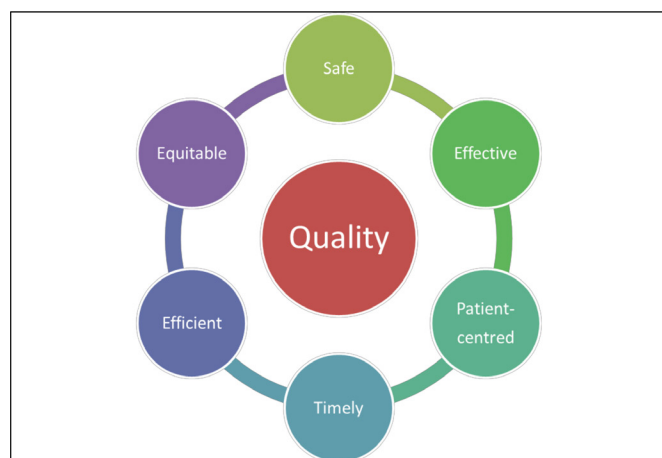 Safe
Effective
Patient-
centred
Timely
Efficient
Equitable
Quality